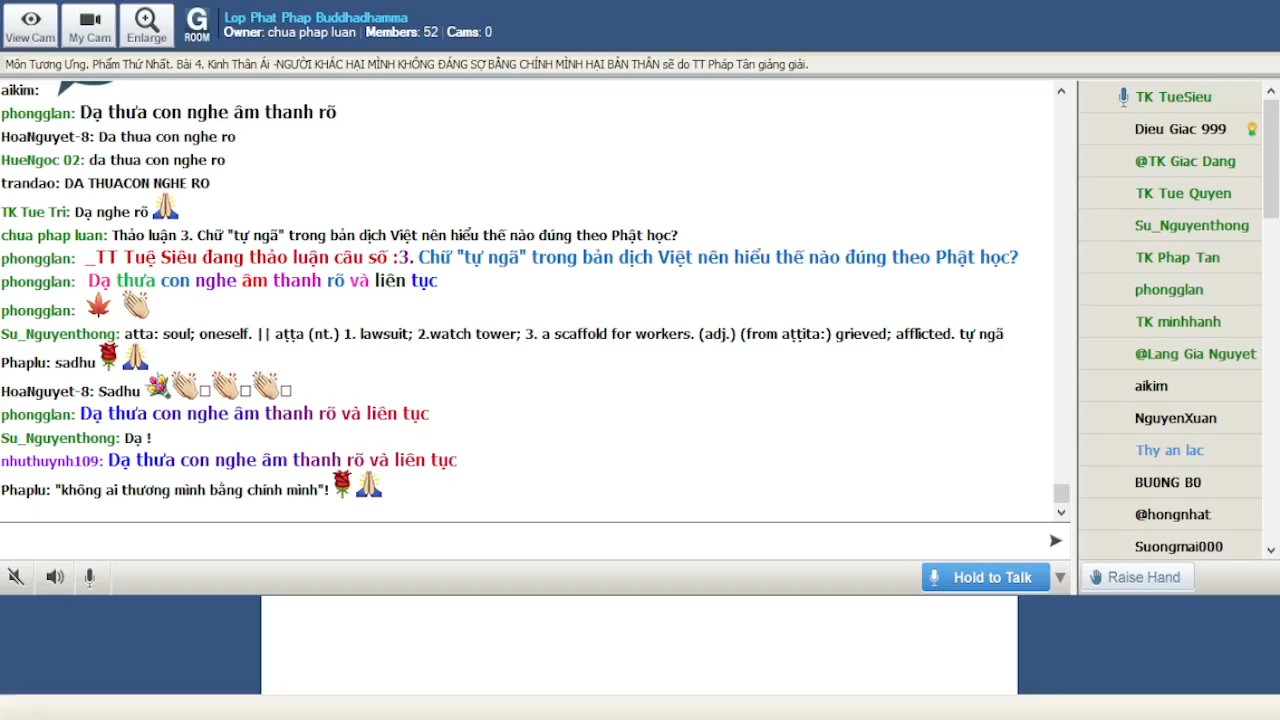 View Cam
My Cam
Enlarge
G
ROOM
Lop Phat Phap Buddhadhamma
Owner: chua phap luan | Members: 52 | Cams: 0
Môn Tương Ưng. Phẩm Thứ Nhất. Bài 4. Kinh Thân Ái -NGƯỜI KHÁC HẠI MÌNH KHÔNG ĐÁNG SỢ BẰNG CHÍNH MÌNH HẠI BẢN THÂN sẽ do TT Pháp Tân giảng giải.
aikim:
phongglan: Dạ thưa con nghe âm thanh rõ
HoaNguyet-8: Da thua con nghe ro
HueNgoc 02: da thua con nghe ro
trandao: DA THUACON NGHE RO
TK Tue Tri: Dạ nghe rõ
chua phap luan: Thảo luận 3. Chữ "tự ngã" trong bản dịch Việt nên hiểu thế nào đúng theo Phật học?
phongglan: _TT Tuệ Siêu đang thảo luận câu số :3. Chữ "tự ngã" trong bản dịch Việt nên hiểu thế nào đúng theo Phật học?
phongglan: Dạ thưa con nghe âm thanh rõ và liên tục
phongglan:
Su_Nguyenthong: atta: soul; oneself. || aṭṭa (nt.) 1. lawsuit; 2.watch tower; 3. a scaffold for workers. (adj.) (from aṭṭita:) grieved; afflicted. tự ngã
Phaplu: sadhu
HoaNguyet-8: Sadhu
phongglan: Dạ thưa con nghe âm thanh rõ và liên tục
Su_Nguyenthong: Dạ !
nhuthuynh109: Dạ thưa con nghe âm thanh rõ và liên tục
Phaplu: "không ai thương mình bằng chính mình"!
Hold to Talk
TK TueSieu
Dieu Giac 999
@TK Giac Dang
TK Tue Quyen
Su_Nguyenthong
TK Phap Tan
phongglan
TK minhhanh
@Lang Gia Nguyet
aikim
NguyenXuan
Thy an lac
BU0NG B0
@hongnhat
Suongmai000
Raise Hand